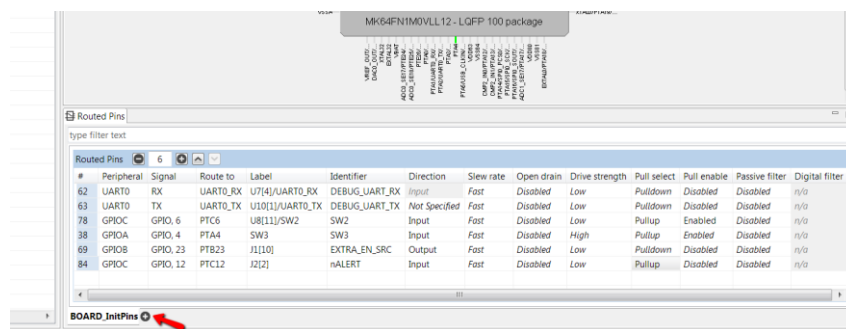 MK64FN1M0VLL12 - LQFP 100 package
Routed Pins
type filter text
Routed Pins 6
# Peripheral Signal Route to Label Identifier Direction Slew rate Open drain Drive strength Pull select Pull enable Passive filter Digital filter
62 UART0 RX UART0_RX U7[4]/UART0_RX DEBUG_UART_RX Input Fast Disabled Low Pulldown Disabled Disabled n/a
63 UART0 TX UART0_TX U10[1]/UART0_TX DEBUG_UART_TX Not Specified Fast Disabled Low Pulldown Disabled Disabled n/a
78 GPIOC GPIO, 6 PTC6 U8[11]/SW2 SW2 Input Fast Disabled Low Pullup Enabled Disabled n/a
38 GPIOA GPIO, 4 PTA4 SW3 SW3 Input Fast Disabled High Pullup Enabled Disabled n/a
69 GPIOB GPIO, 23 PTB23 J1[10] EXTRA_EN_SRC Output Fast Disabled Low Pulldown Disabled Disabled n/a
84 GPIOC GPIO, 12 PTC12 J2[2] nALERT Input Fast Disabled Low Pullup Disabled Disabled n/a
BOARD_InitPins